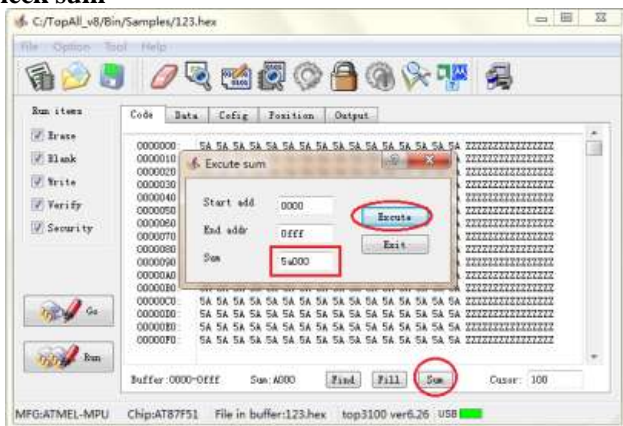 eck sum
C:/TopAll_v8/Bin/Samples/123.hex
File Option Tool Help
Run items
Erase
Blank
Write
Verify
Security
Go
Run
Code Data Cofig Position Output
0000000: 5A 5A 5A 5A 5A 5A 5A 5A 5A 5A 5A 5A 5A 5A 5A 5A ZZZZZZZZZZZZZZZZ
0000010
0000020
0000030
0000040
0000050
0000060
0000070
0000080
0000090
00000A0
00000B0
Excute sum
Start add 0000
End addr 0fff
Sum 5a000
Excute
Exit
00000C0: 5A 5A 5A 5A 5A 5A 5A 5A 5A 5A 5A 5A 5A 5A 5A 5A ZZZZZZZZZZZZZZZZ
00000D0: 5A 5A 5A 5A 5A 5A 5A 5A 5A 5A 5A 5A 5A 5A 5A 5A ZZZZZZZZZZZZZZZZ
00000E0: 5A 5A 5A 5A 5A 5A 5A 5A 5A 5A 5A 5A 5A 5A 5A 5A ZZZZZZZZZZZZZZZZ
00000F0: 5A 5A 5A 5A 5A 5A 5A 5A 5A 5A 5A 5A 5A 5A 5A 5A ZZZZZZZZZZZZZZZZ
Buffer:0000-0fff Sum:A000 Find Fill Sum Cuser: 100
MFG:ATMEL-MPU Chip:AT87F51 File in buffer:123.hex top3100 ver6.26 USB